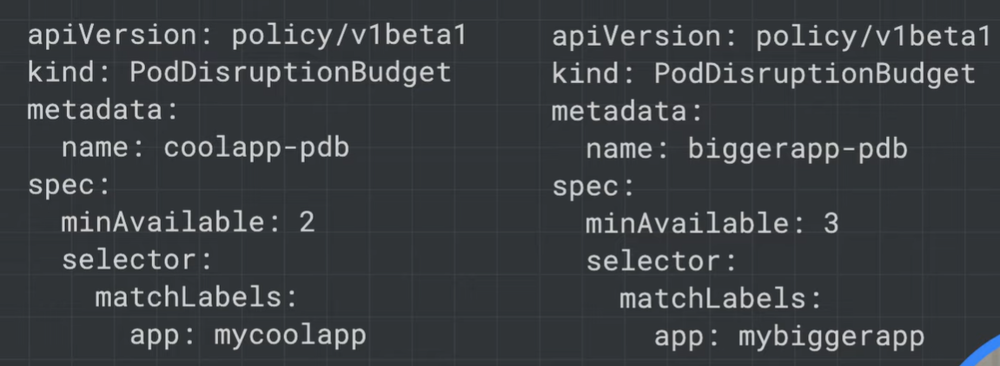 apiVersion: policy/v1beta1
kind: PodDisruptionBudget
metadata:
  name: coolapp-pdb
spec:
  minAvailable: 2
  selector:
    matchLabels:
      app: mycoolapp
apiVersion: policy/v1beta1
kind: PodDisruptionBudget
metadata:
  name: biggerapp-pdb
spec:
  minAvailable: 3
  selector:
    matchLabels:
      app: mybiggerapp